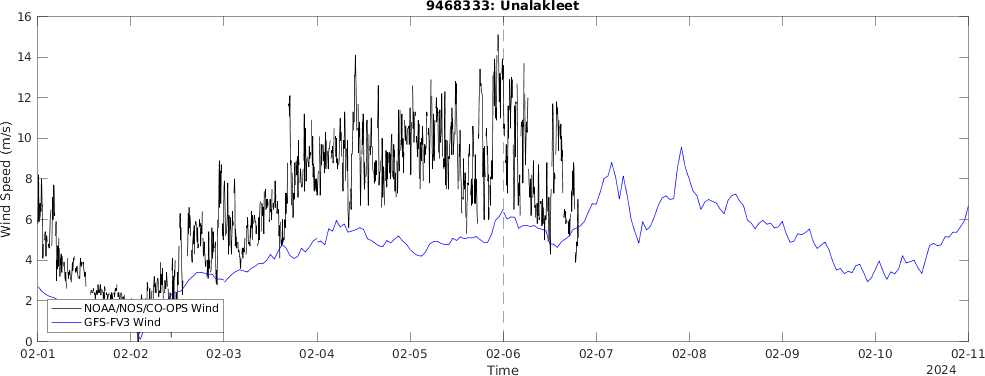 9468333: Unalakleet
16
14
12
10
8
6
4
2
0
Wind Speed (m/s)
NOAA/NOS/CO-OPS Wind
GFS-FV3 Wind
02-01 02-02 02-03 02-04 02-05 02-06 02-07 02-08 02-09 02-10 02-11
Time
2024